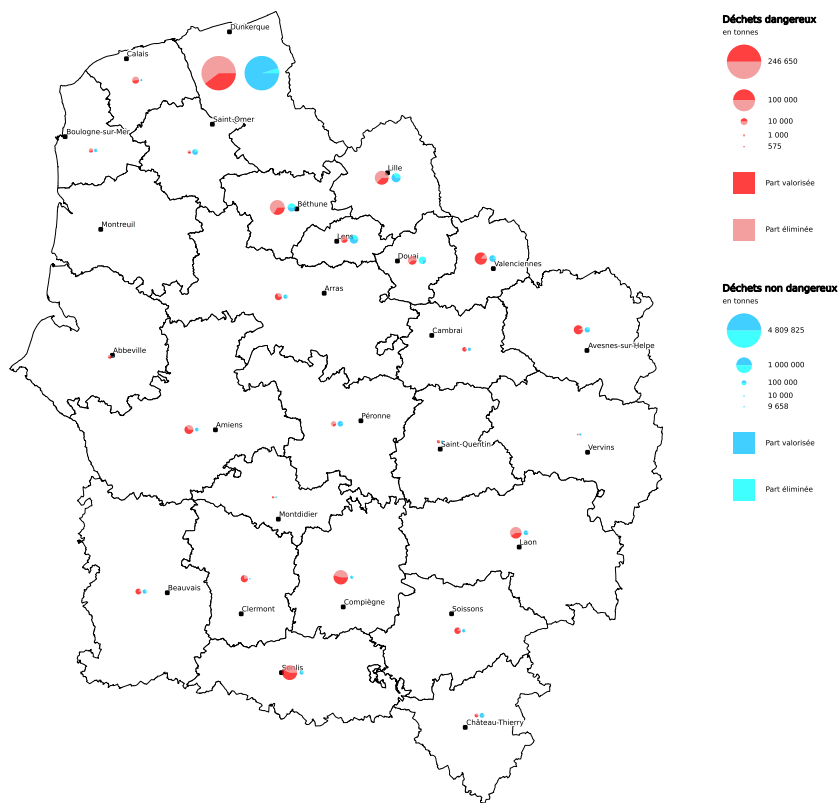 Dunkerque
Calais
Saint-Omer
Boulogne-sur-Mer
Lille
Béthune
Montreuil
Lens
Douai
Valenciennes
Arras
Cambrai
Avesnes-sur-Helpe
Abbeville
Péronne
Amiens
Saint-Quentin
Vervins
Montdidier
Laon
Beauvais
Clermont
Compiègne
Soissons
Senlis
Château-Thierry
Déchets dangereux
en tonnes
246 650
100 000
10 000
1 000
575
Part valorisée
Part éliminée
Déchets non dangereux
en tonnes
4 809 825
1 000 000
100 000
10 000
9 658
Part valorisée
Part éliminée